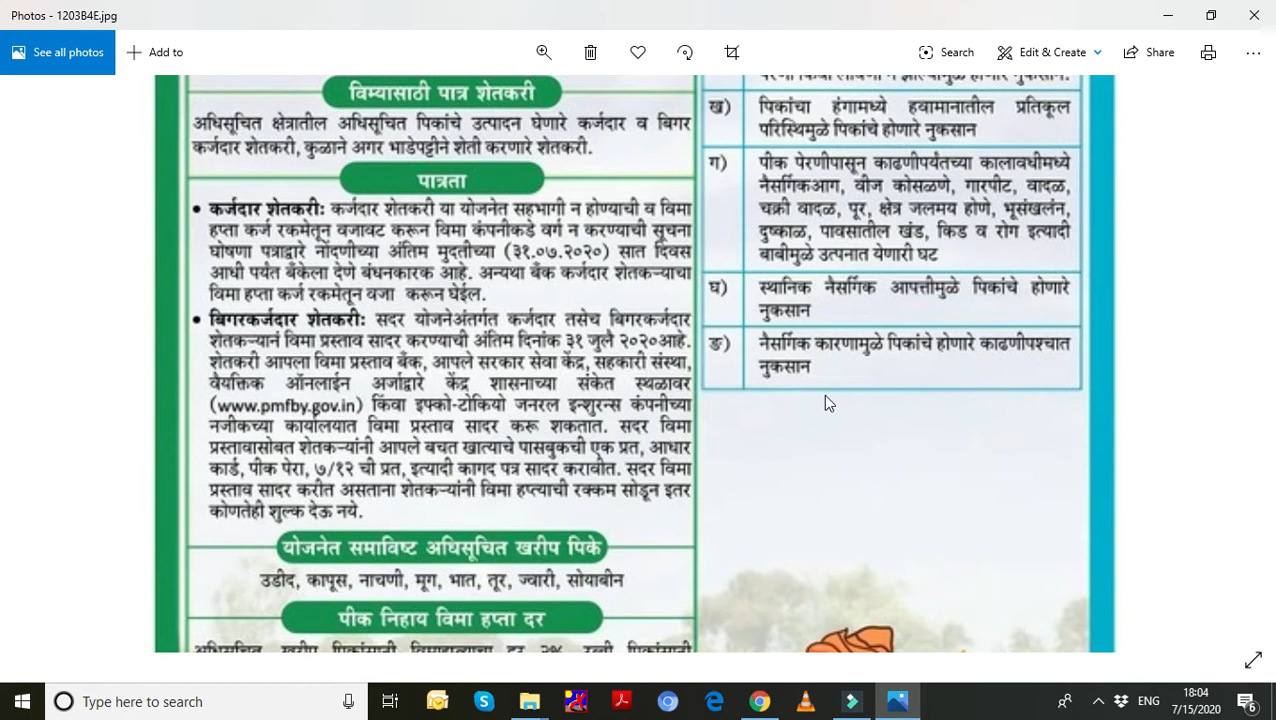 Photos - 1203B4E.jpg
See all photos
Add to
Search
Edit & Create
Share
विम्यासाठी पात्र शेतकरी
अधिसूचित क्षेत्रातील अधिसूचित पिकांचे उत्पादन घेणारे कर्जदार व बिगर
कर्जदार शेतकरी, कुळाने अगर भाडेपट्टीने शेती करणारे शेतकरी.
पात्रता
• कर्जदार शेतकरी: कर्जदार शेतकरी या योजनेत सहभागी न होण्याची व विमा
हप्ता कर्ज रकमेतून वजावट करून विमा कंपनीकडे वर्ग न करण्याची सूचना
घोषणा पत्राद्वारे नोंदणीच्या अंतिम मुदतीच्या (३१.०७.२०२०) सात दिवस
आधी पर्यंत बँकेला देणे बंधनकारक आहे. अन्यथा बँक कर्जदार शेतकऱ्याचा
विमा हप्ता कर्ज रकमेतून वजा करून घेईल.
• बिगरकर्जदार शेतकरी: सदर योजनेअंतर्गत कर्जदार तसेच बिगरकर्जदार
शेतकऱ्यानं विमा प्रस्ताव सादर करण्याची अंतिम दिनांक ३१ जुलै २०२०आहे.
शेतकरी आपला विमा प्रस्ताव बँक, आपले सरकार सेवा केंद्र, सहकारी संस्था,
वैयक्तिक ऑनलाईन अर्जाद्वारे केंद्र शासनाच्या संकेत स्थळावर
(www.pmfby.gov.in) किंवा इफ्को-टोकियो जनरल इन्शुरन्स कंपनीच्या
नजीकच्या कार्यालयात विमा प्रस्ताव सादर करू शकतात. सदर विमा
प्रस्तावासोबत शेतकऱ्यांनी आपले बचत खात्याचे पासबुकची एक प्रत, आधार
कार्ड, पीक पेरा, ७/१२ ची प्रत, इत्यादी कागद पत्र सादर करावीत. सदर विमा
प्रस्ताव सादर करीत असताना शेतकऱ्यांनी विमा हप्त्याची रक्कम सोडून इतर
कोणतेही शुल्क देऊ नये.
योजनेत समाविष्ट अधिसूचित खरीप पिके
उडीद, कापूस, नाचणी, मूग, भात, तूर, ज्वारी, सोयाबीन
पीक निहाय विमा हप्ता दर
ख) पिकांचा हंगामध्ये हवामानातील प्रतिकूल
परिस्थिमुळे पिकांचे होणारे नुकसान
ग) पीक पेरणीपासून काढणीपर्यंतच्या कालावधीमध्ये
नैसर्गिकआग, वीज कोसळणे, गारपीट, वादळ,
चक्री वादळ, पूर, क्षेत्र जलमय होणे, भूसंखलंन,
दुष्काळ, पावसातील खंड, किड व रोग इत्यादी
बाबीमुळे उत्पनात येणारी घट
घ) स्थानिक नैसर्गिक आपत्तीमुळे पिकांचे होणारे
नुकसान
ङ) नैसर्गिक कारणामुळे पिकांचे होणारे काढणीपश्चात
नुकसान
Type here to search
ENG
18:04
7/15/2020
6